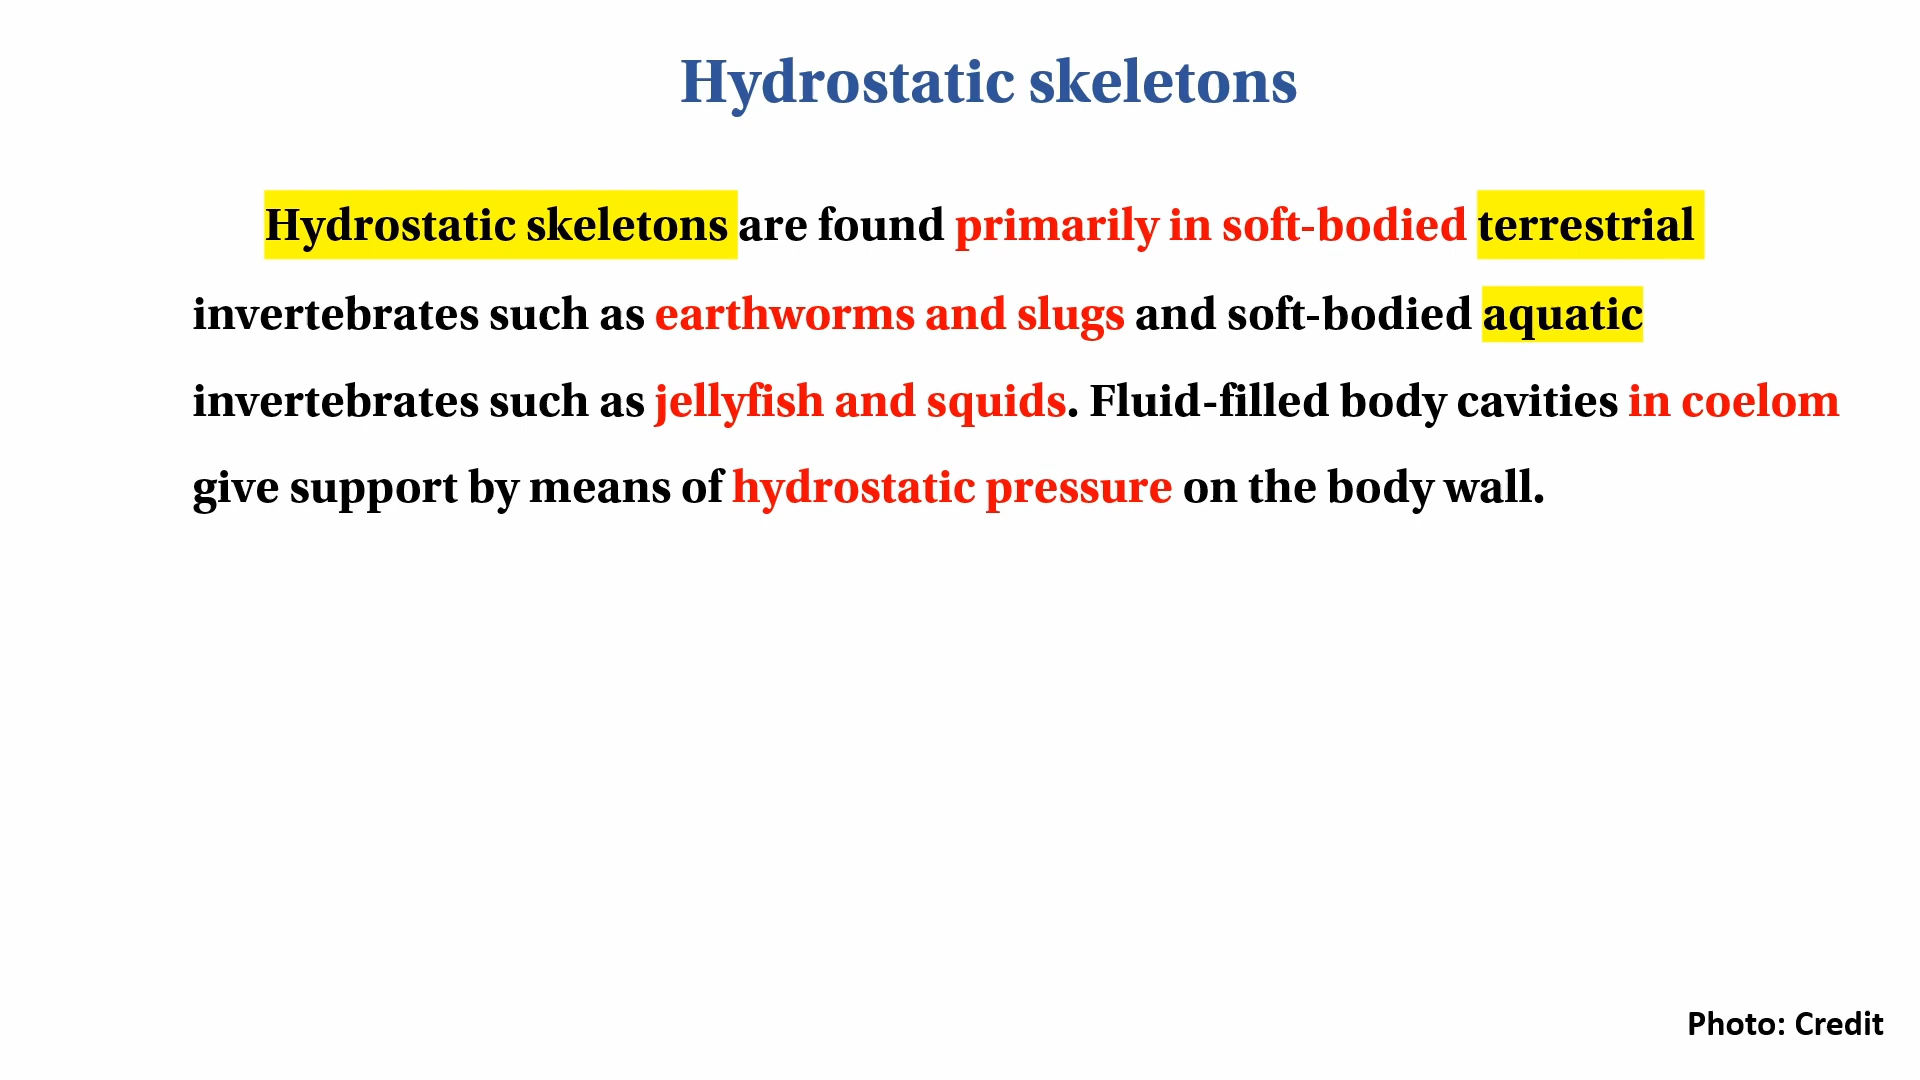 Hydrostatic skeletons
Hydrostatic skeletons are found primarily in soft-bodied terrestrial
invertebrates such as earthworms and slugs and soft-bodied aquatic
invertebrates such as jellyfish and squids. Fluid-filled body cavities in coelom
give support by means of hydrostatic pressure on the body wall.
Photo: Credit